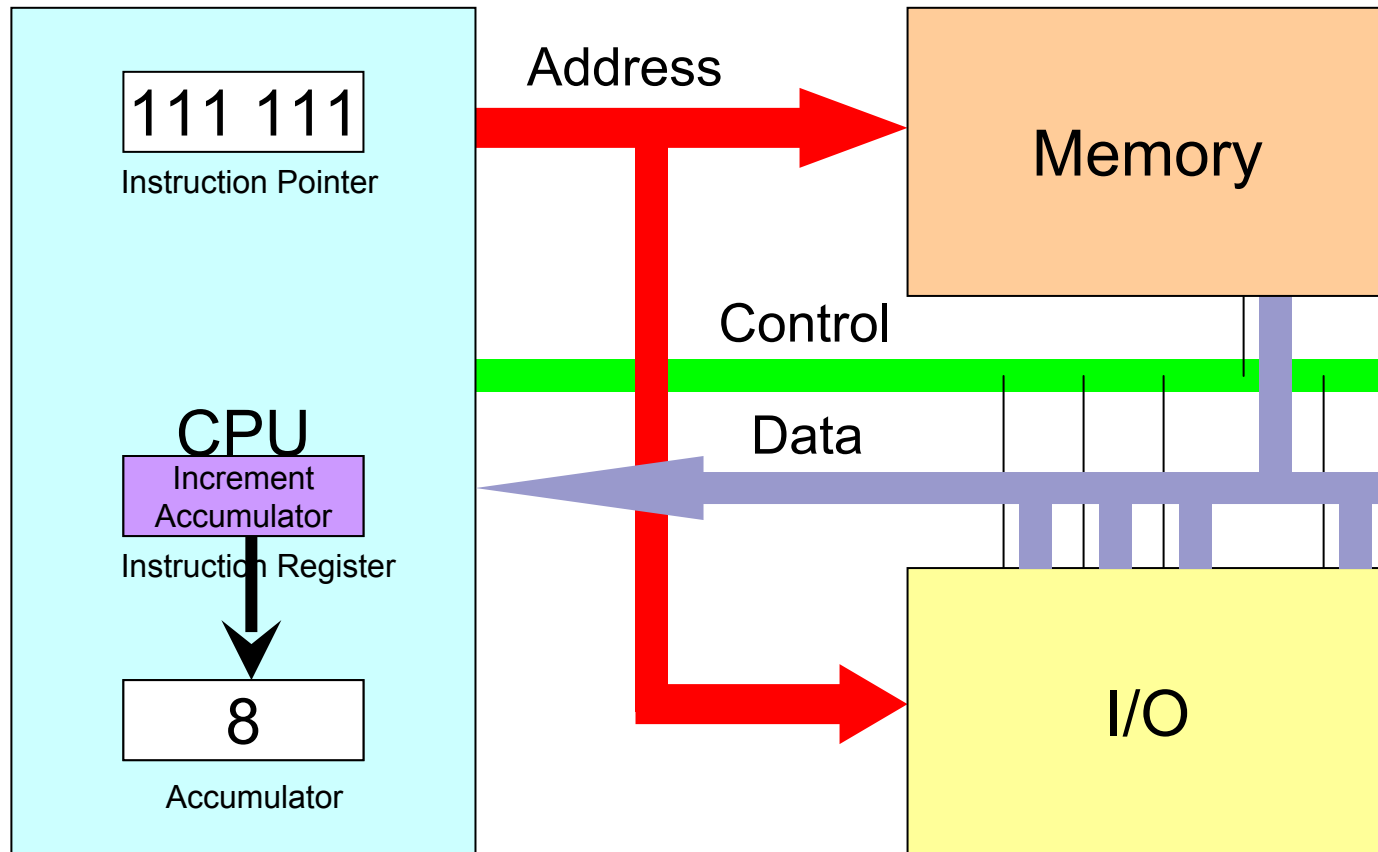 Address
111 111
Instruction Pointer
Memory
Control
CPU
Data
Increment
Accumulator
Instruction Register
8
Accumulator
I/O